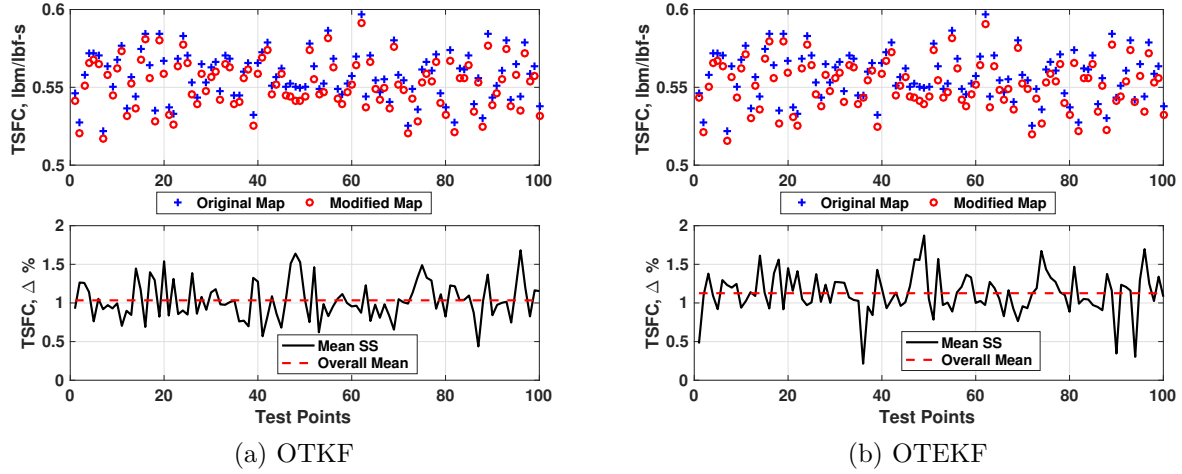 TSFC, lbm/lbf-s
0.6
0.55
0.5
0 20 40 60 80 100
Original Map Modified Map
TSFC, Δ %
2
1.5
1
0.5
0
Mean SS
Overall Mean
0 20 40 60 80 100
Test Points
(a) OTKF
TSFC, lbm/lbf-s
0.6
0.55
0.5
0 20 40 60 80 100
Original Map Modified Map
TSFC, Δ %
2
1.5
1
0.5
0
Mean SS
Overall Mean
0 20 40 60 80 100
Test Points
(b) OTEKF